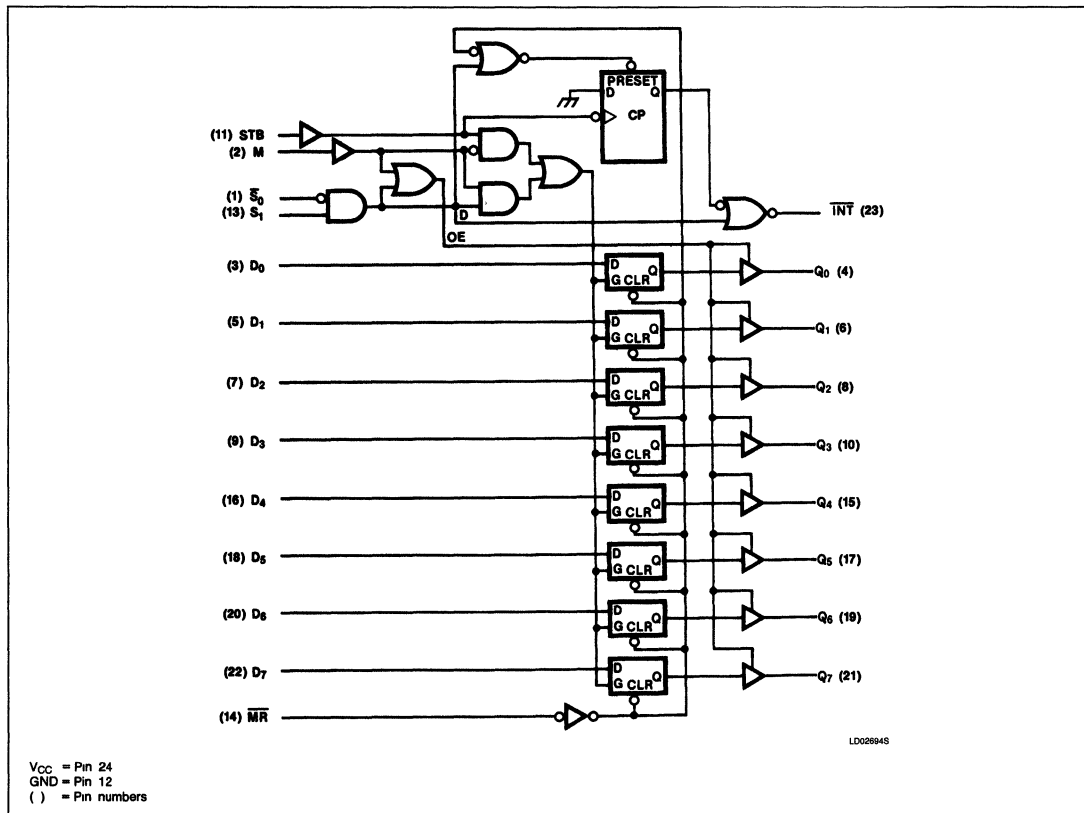 PRESET
D Q
CP
(11) STB
(2) M
(1) S̅0
(13) S1
D
INT̅ (23)
OE
(3) D0
D Q
G CLR
Q0 (4)
(5) D1
D Q
G CLR
Q1 (6)
(7) D2
D Q
G CLR
Q2 (8)
(9) D3
D Q
G CLR
Q3 (10)
(16) D4
D Q
G CLR
Q4 (15)
(18) D5
D Q
G CLR
Q5 (17)
(20) D6
D Q
G CLR
Q6 (19)
(22) D7
D Q
G CLR
Q7 (21)
(14) M̅R̅
LD02694S
VCC = Pin 24
GND = Pin 12
( ) = Pin numbers